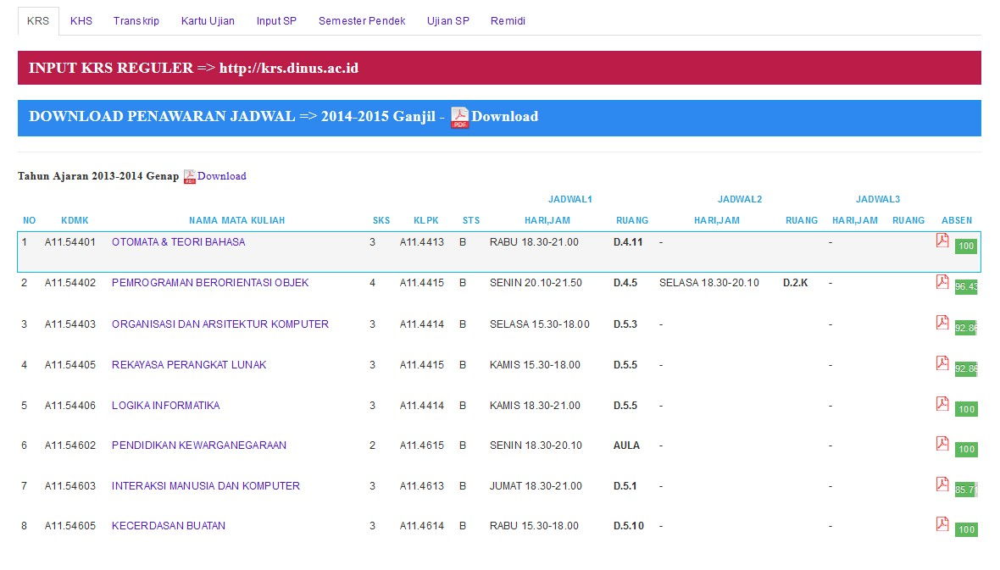 KRS KHS Transkrip Kartu Ujian Input SP Semester Pendek Ujian SP Remidi
INPUT KRS REGULER => http://krs.dinus.ac.id
DOWNLOAD PENAWARAN JADWAL => 2014-2015 Ganjil - PDF Download
Tahun Ajaran 2013-2014 Genap PDF Download
JADWAL1 JADWAL2 JADWAL3
NO KDMK NAMA MATA KULIAH SKS KLPK STS HARI,JAM RUANG HARI,JAM RUANG HARI,JAM RUANG ABSEN
1 A11.54401 OTOMATA & TEORI BAHASA 3 A11.4413 B RABU 18.30-21.00 D.4.11 - - 100
2 A11.54402 PEMROGRAMAN BERORIENTASI OBJEK 4 A11.4415 B SENIN 20.10-21.50 D.4.5 SELASA 18.30-20.10 D.2.K - 96.43
3 A11.54403 ORGANISASI DAN ARSITEKTUR KOMPUTER 3 A11.4414 B SELASA 15.30-18.00 D.5.3 - - 92.86
4 A11.54405 REKAYASA PERANGKAT LUNAK 3 A11.4415 B KAMIS 15.30-18.00 D.5.5 - - 92.86
5 A11.54406 LOGIKA INFORMATIKA 3 A11.4414 B KAMIS 18.30-21.00 D.5.5 - - 100
6 A11.54602 PENDIDIKAN KEWARGANEGARAAN 2 A11.4615 B SENIN 18.30-20.10 AULA - - 100
7 A11.54603 INTERAKSI MANUSIA DAN KOMPUTER 3 A11.4613 B JUMAT 18.30-21.00 D.5.1 - - 85.71
8 A11.54605 KECERDASAN BUATAN 3 A11.4614 B RABU 15.30-18.00 D.5.10 - - 100